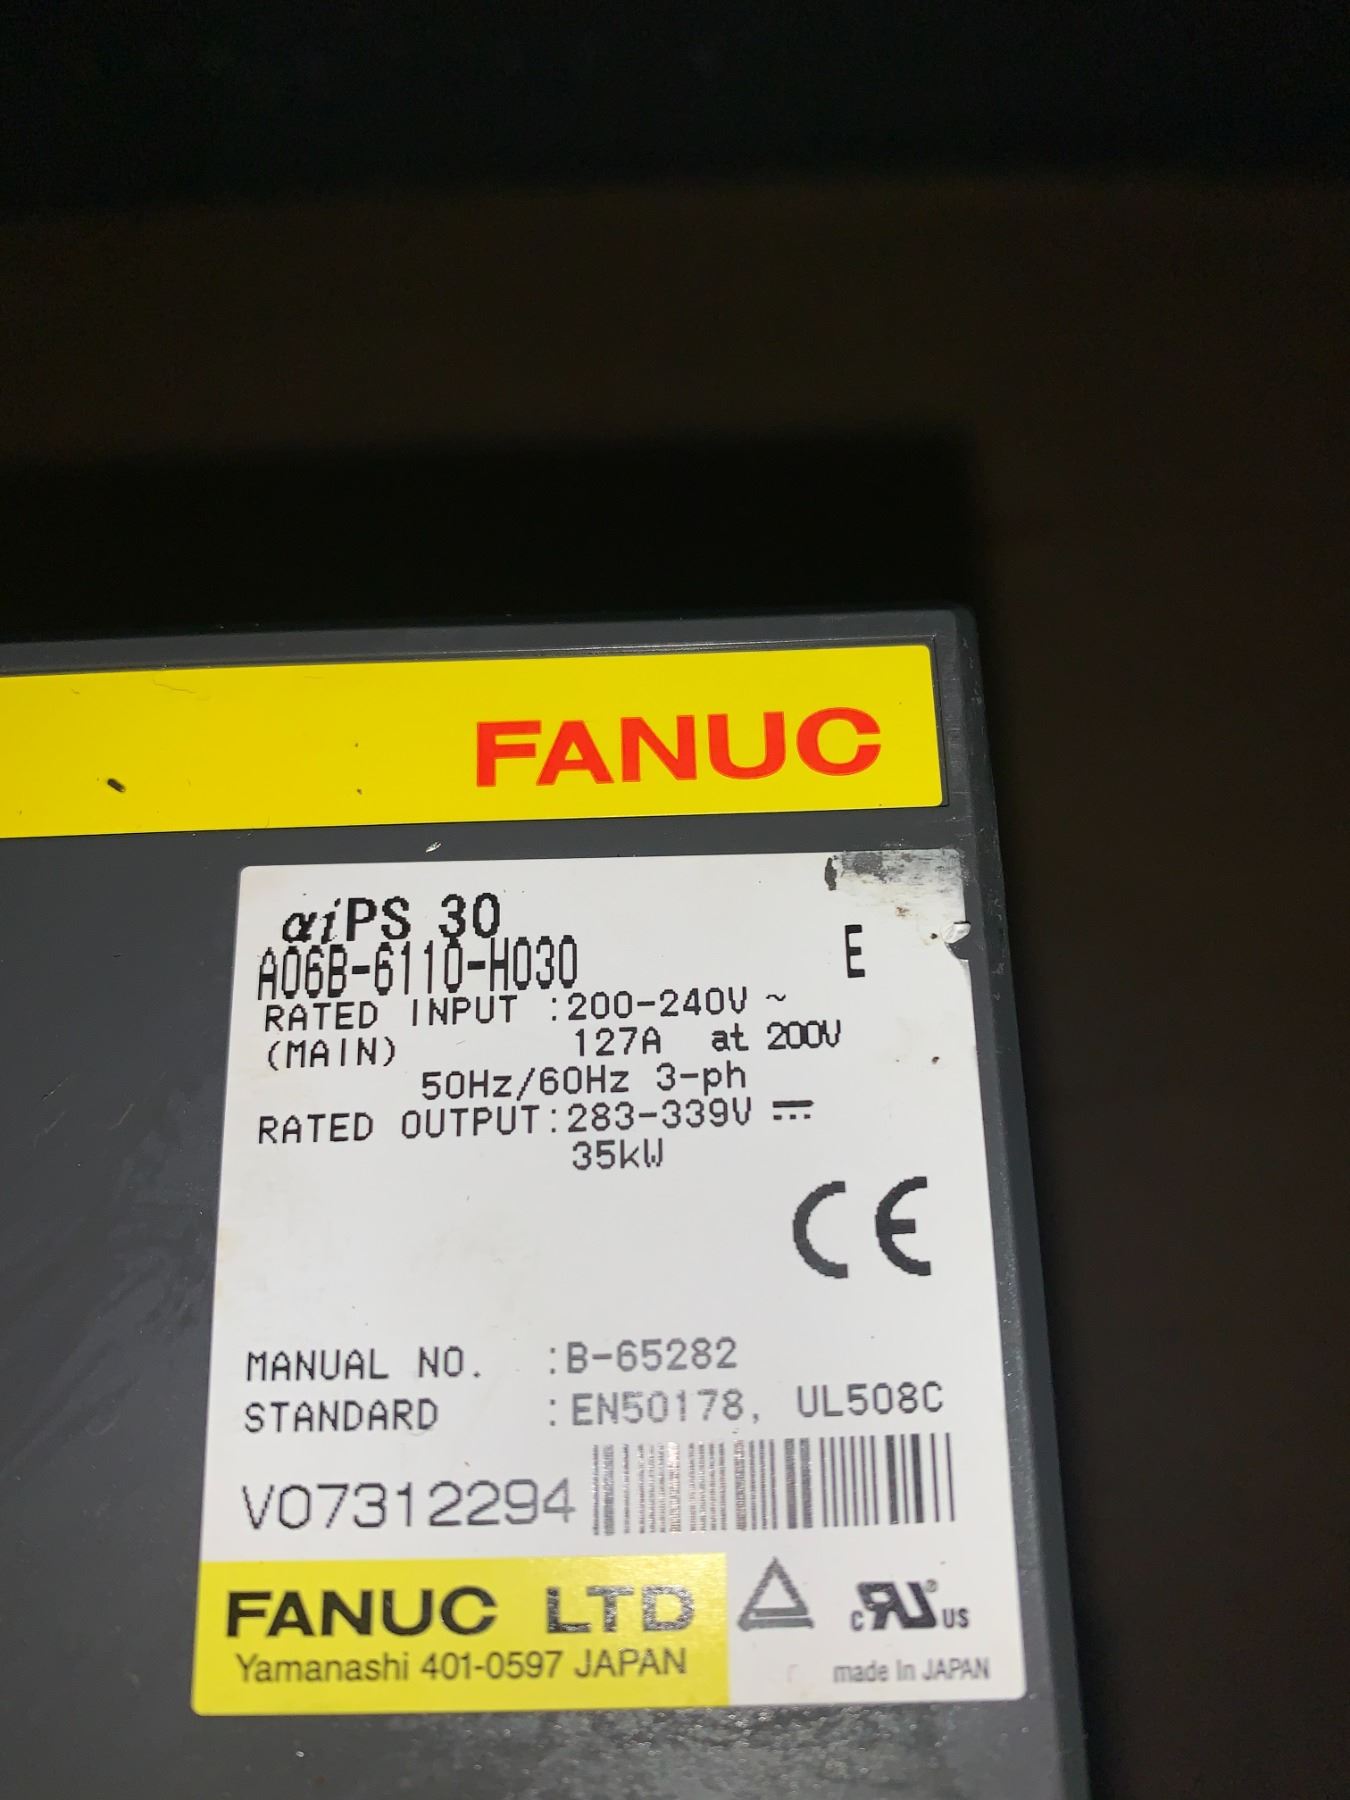 FANUC
αiPS 30
A06B-6110-H030 E
RATED INPUT :200-240V ~
(MAIN) 127A at 200V
50Hz/60Hz 3-ph
RATED OUTPUT:283-339V ⎓
35kW
CE
MANUAL NO. :B-65282
STANDARD :EN50178, UL508C
V07312294
FANUC LTD
Yamanashi 401-0597 JAPAN
c RU® US
made In JAPAN